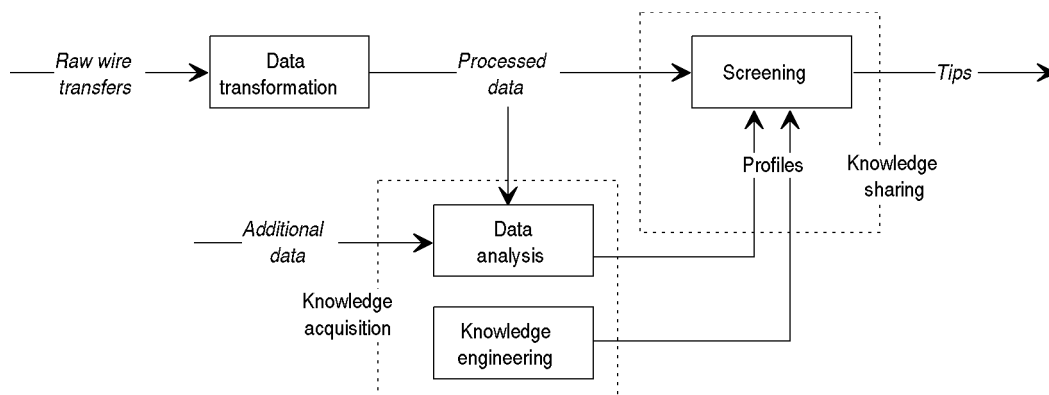 Raw wire
transfers
Data
transformation
Processed
data
Screening
Tips
Profiles
Knowledge
sharing
Additional
data
Data
analysis
Knowledge
acquisition
Knowledge
engineering